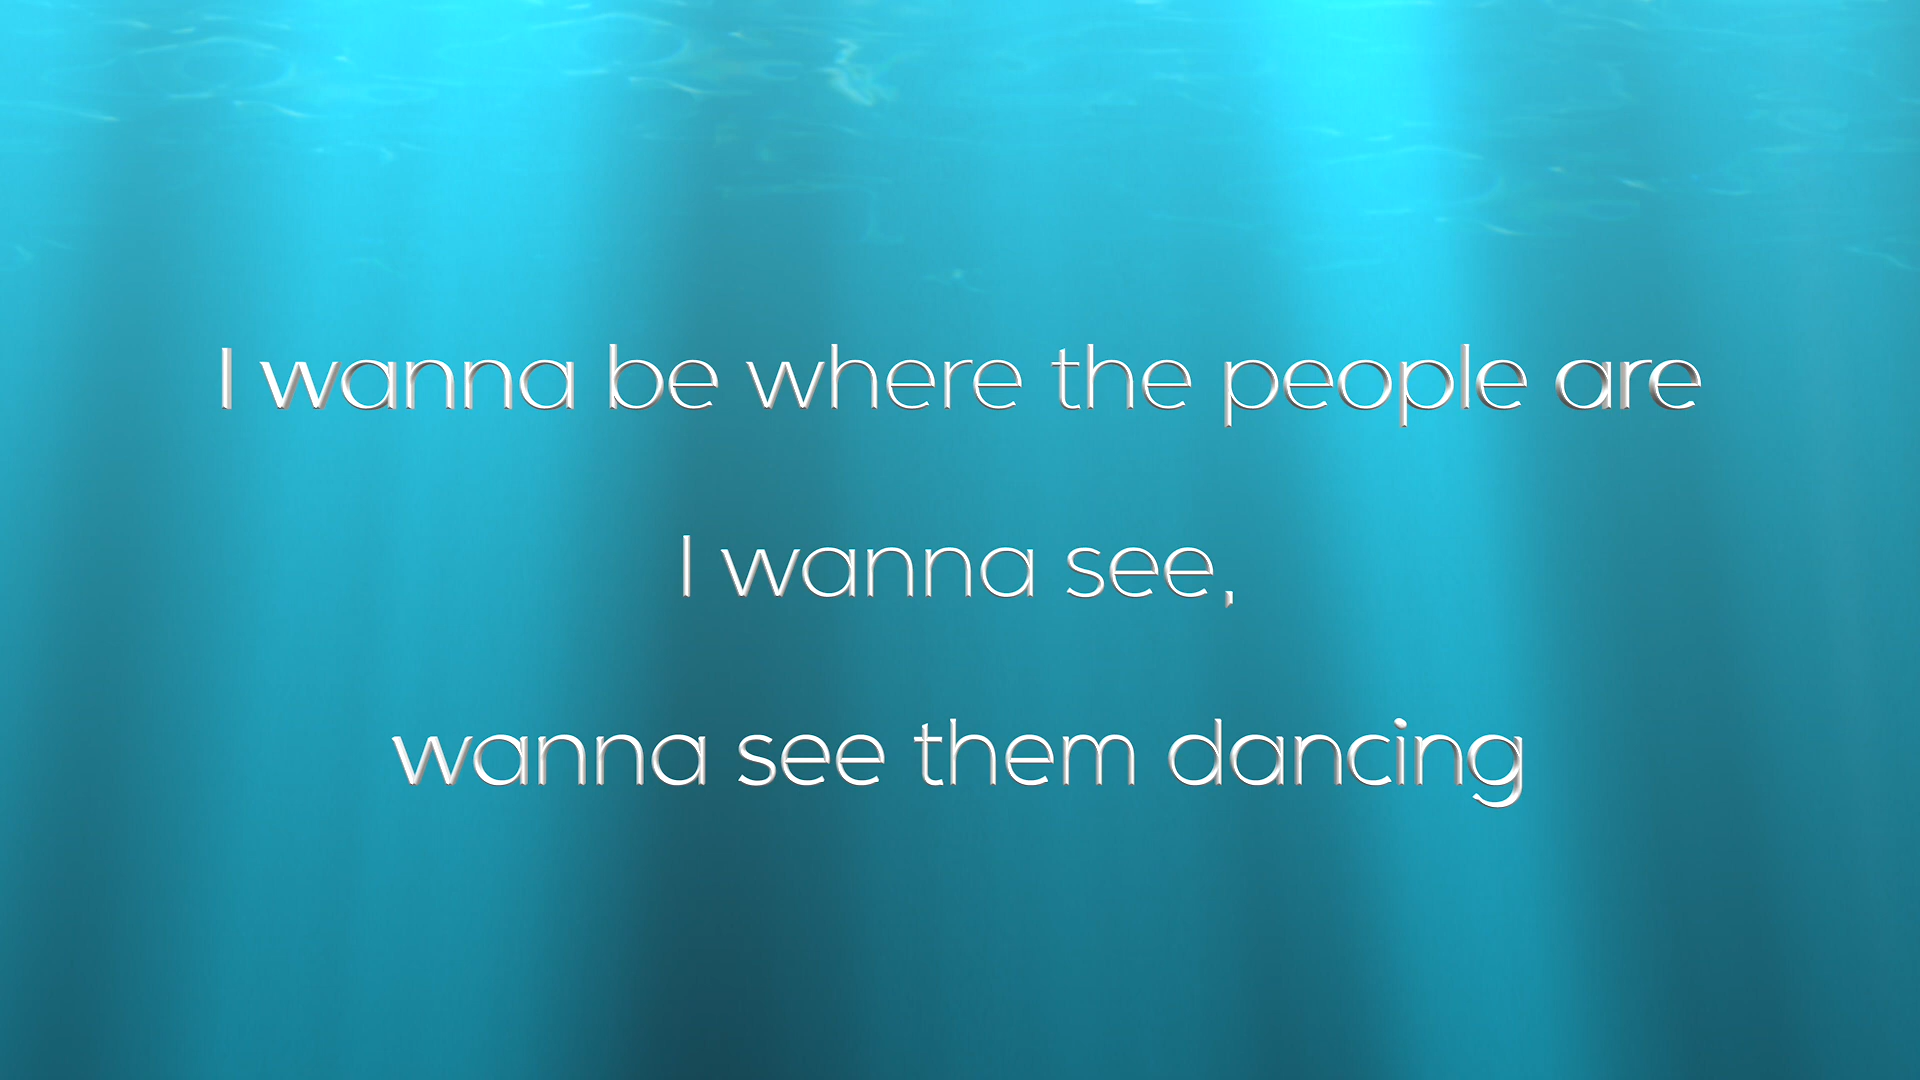 I wanna be where the people are
I wanna see,
wanna see them dancing